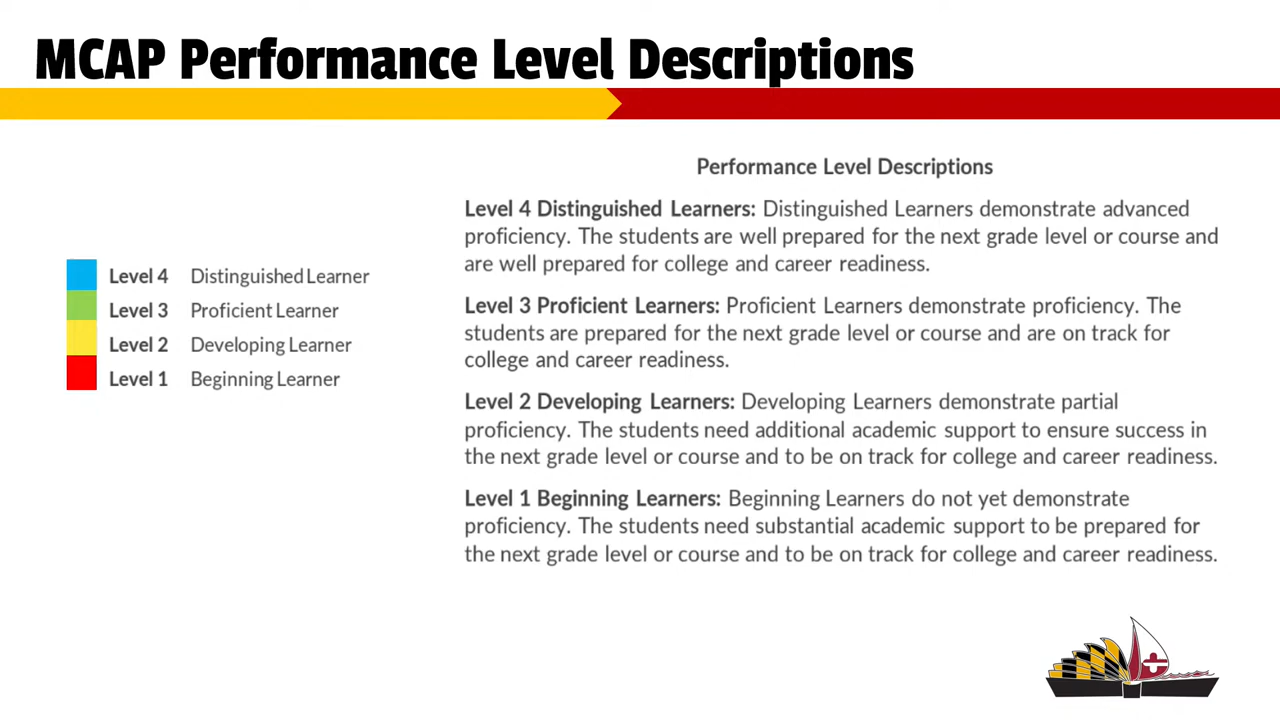 MCAP Performance Level Descriptions
Performance Level Descriptions
Level 4 Distinguished Learner
Level 3 Proficient Learner
Level 2 Developing Learner
Level 1 Beginning Learner
Level 4 Distinguished Learners: Distinguished Learners demonstrate advanced
proficiency. The students are well prepared for the next grade level or course and
are well prepared for college and career readiness.
Level 3 Proficient Learners: Proficient Learners demonstrate proficiency. The
students are prepared for the next grade level or course and are on track for
college and career readiness.
Level 2 Developing Learners: Developing Learners demonstrate partial
proficiency. The students need additional academic support to ensure success in
the next grade level or course and to be on track for college and career readiness.
Level 1 Beginning Learners: Beginning Learners do not yet demonstrate
proficiency. The students need substantial academic support to be prepared for
the next grade level or course and to be on track for college and career readiness.